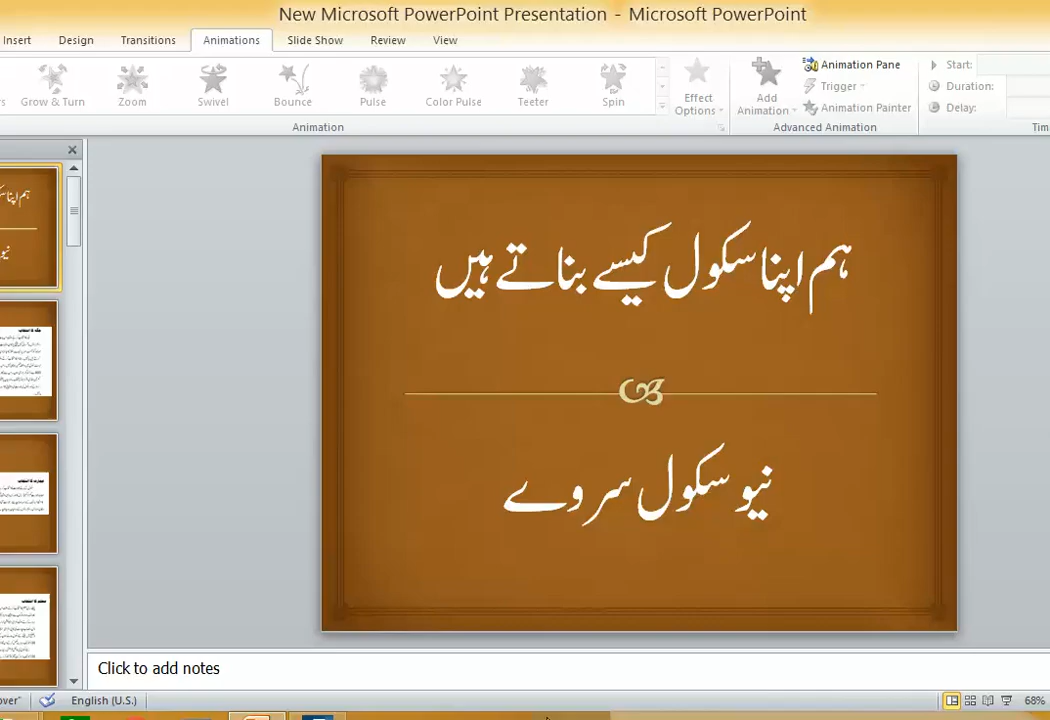 New Microsoft PowerPoint Presentation - Microsoft PowerPoint
Insert Design Transitions Animations Slide Show Review View
Grow & Turn Zoom Swivel Bounce Pulse Color Pulse Teeter Spin
Effect Options
Add Animation
Animation Pane
Trigger
Animation Painter
Start:
Duration:
Delay:
Animation
Advanced Animation
ہم اپنا سکول کیسے بناتے ہیں
نیو سکول سروے
Click to add notes
English (U.S.)
68%